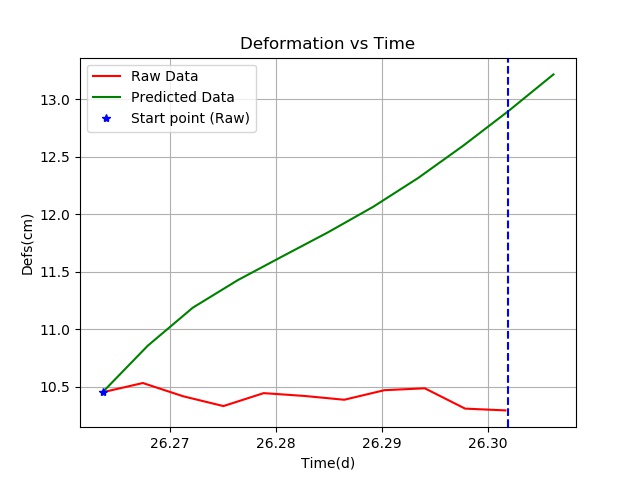 Deformation vs Time
Raw Data
Predicted Data
Start point (Raw)
13.0
12.5
12.0
11.5
11.0
10.5
Defs(cm)
26.27 26.28 26.29 26.30
Time(d)